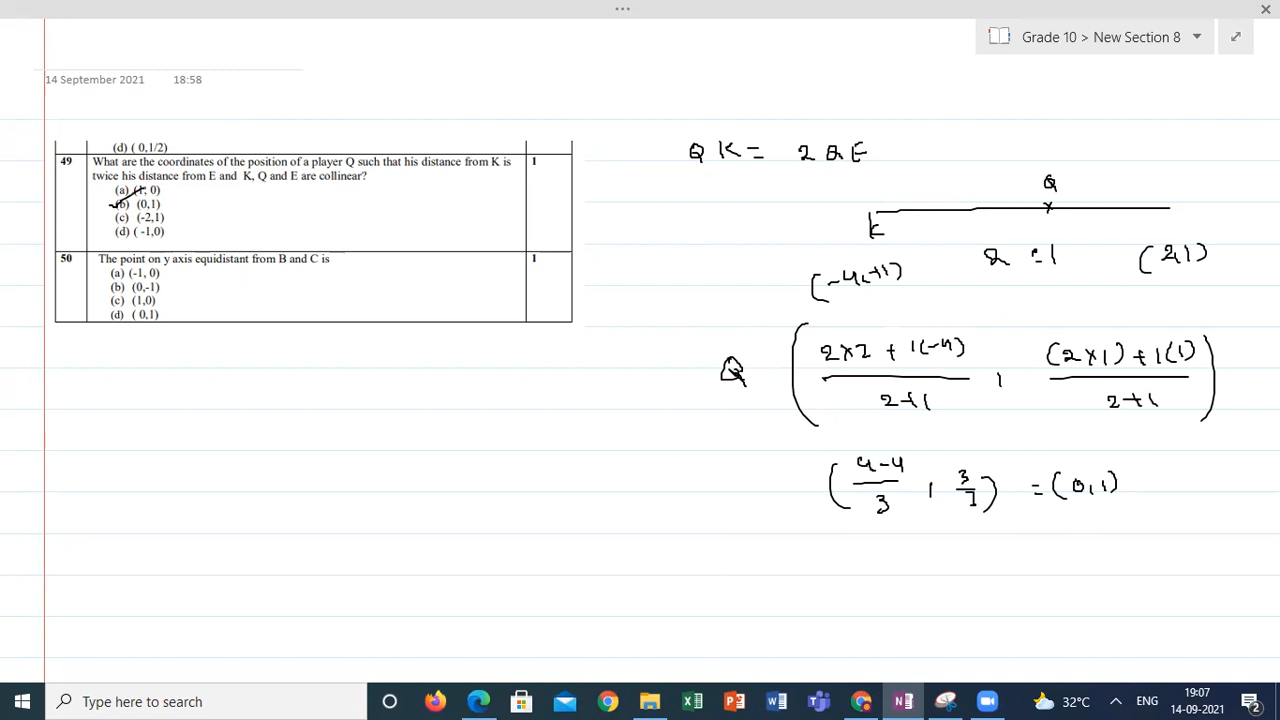 Grade 10 > New Section 8
14 September 2021 18:58
(d) ( 0,1/2)
49 What are the coordinates of the position of a player Q such that his distance from K is 1
twice his distance from E and K, Q and E are collinear?
(a) (1, 0)
(b) (0,1)
(c) (-2,1)
(d) ( -1,0)
50 The point on y axis equidistant from B and C is 1
(a) (-1, 0)
(b) (0,-1)
(c) (1,0)
(d) ( 0,1)
QK = 2QE
Q
K
2 : 1 (2,1)
(-4,+1)
Q ( 2×2 + 1(-4) / 2+1 , (2×1) + 1(1) / 2+1 )
( 4-4 / 3 , 3 / 3 ) = (0,1)
Type here to search
32°C ENG 19:07
14-09-2021
2